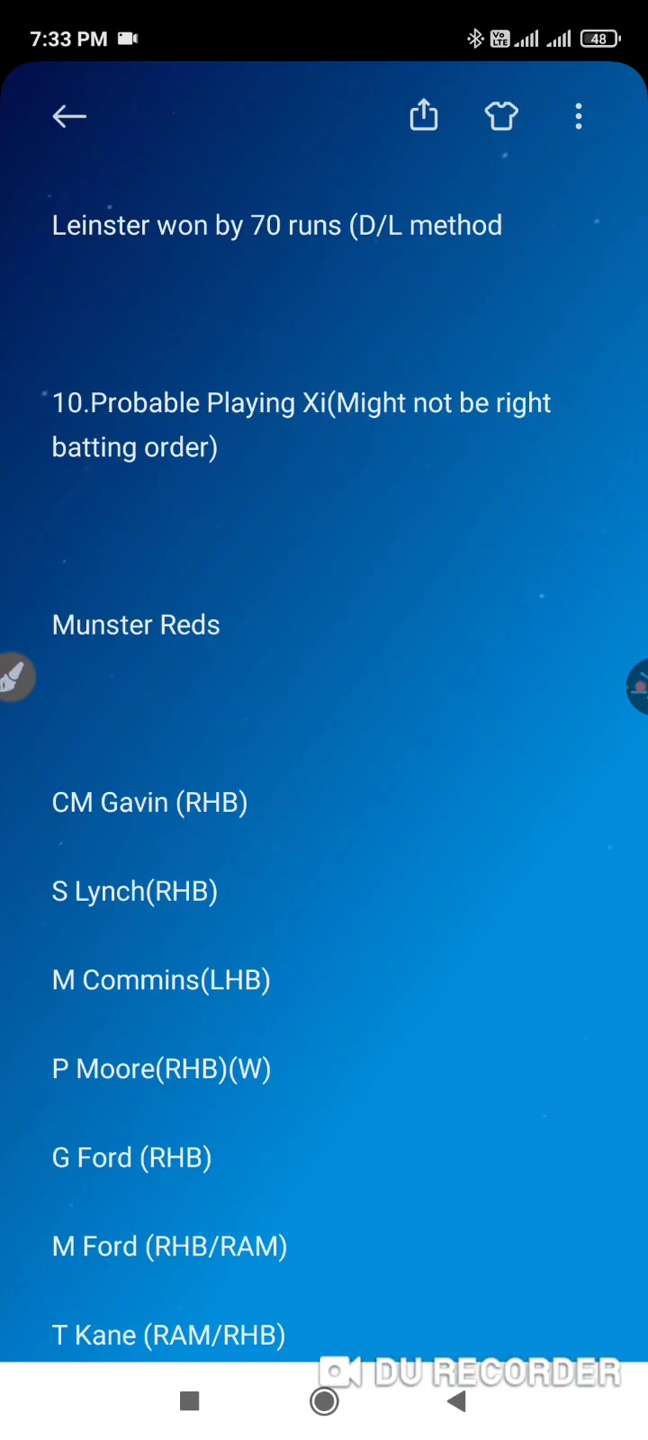 7:33 PM
Vo LTE
48
Leinster won by 70 runs (D/L method
10.Probable Playing Xi(Might not be right
batting order)
Munster Reds
CM Gavin (RHB)
S Lynch(RHB)
M Commins(LHB)
P Moore(RHB)(W)
G Ford (RHB)
M Ford (RHB/RAM)
T Kane (RAM/RHB)
DU RECORDER